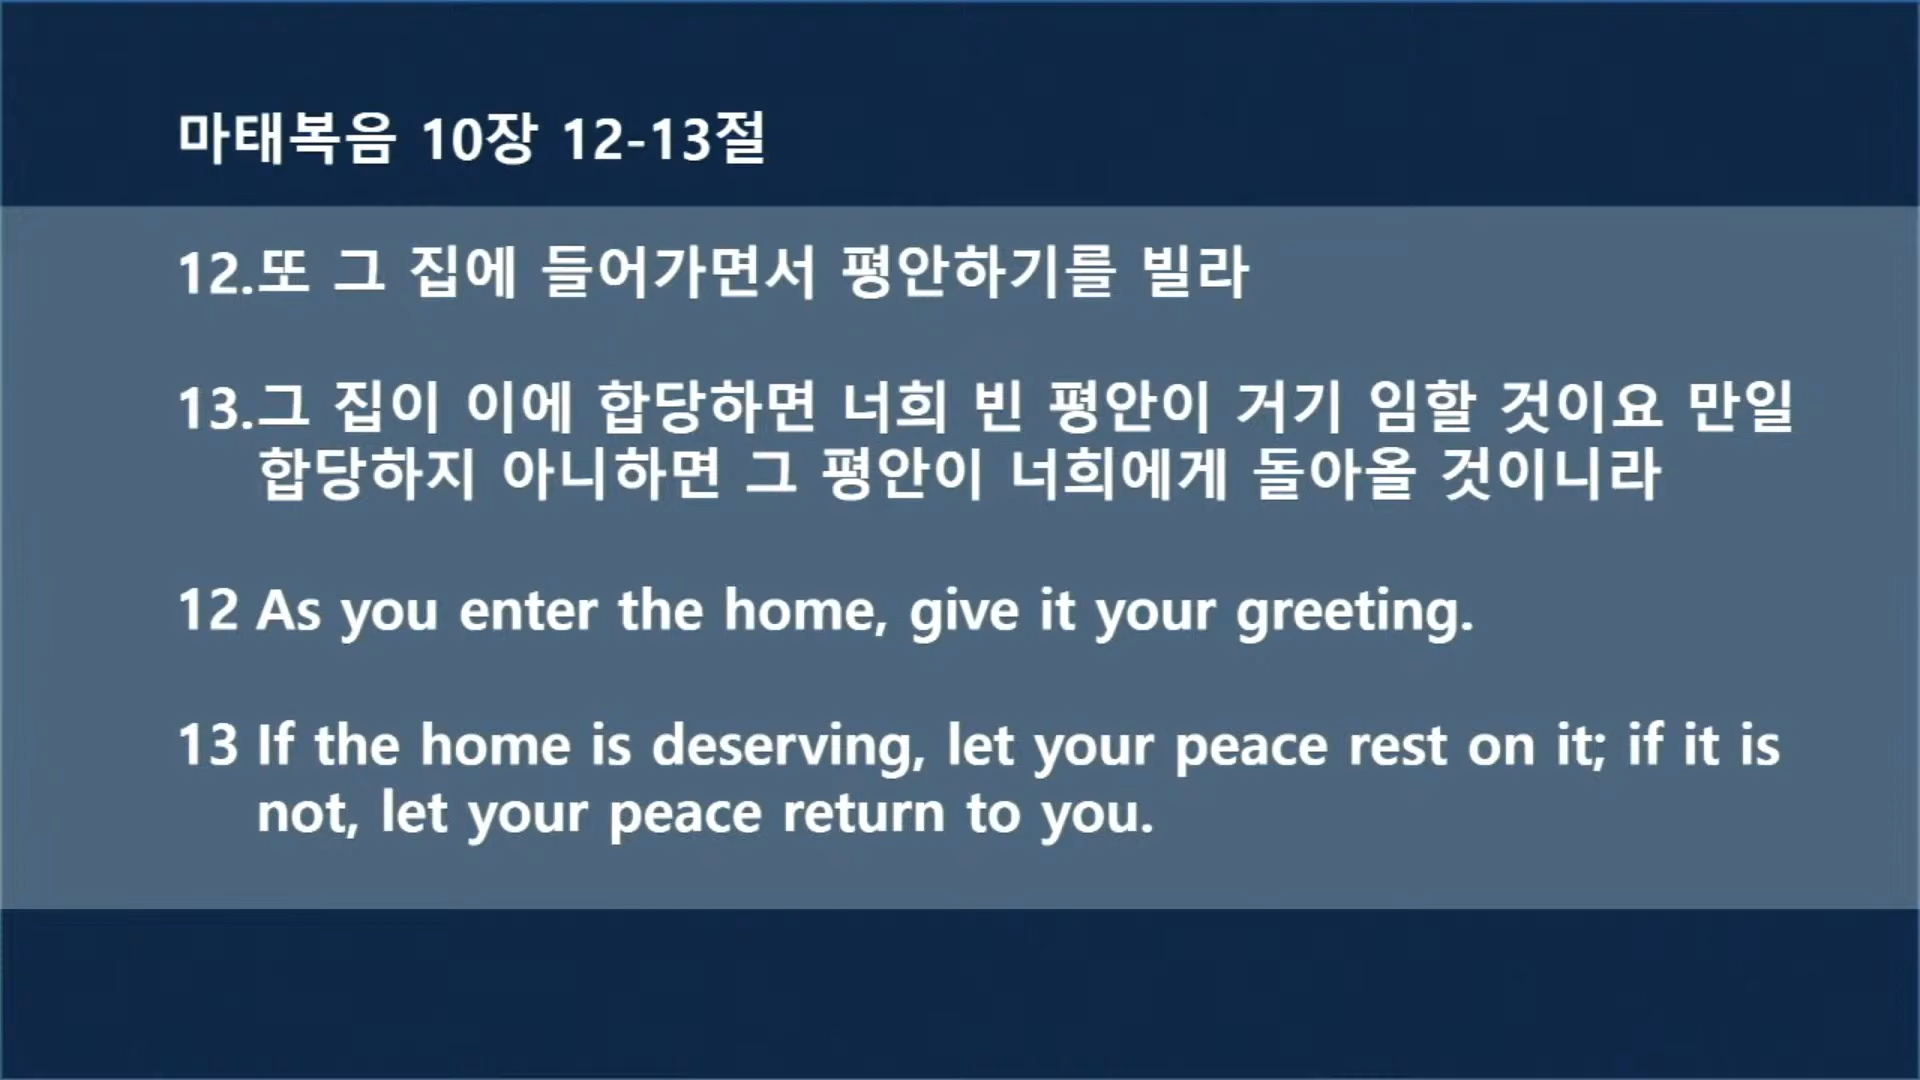 마태복음 10장 12-13절
12.또 그 집에 들어가면서 평안하기를 빌라
13.그 집이 이에 합당하면 너희 빈 평안이 거기 임할 것이요 만일
합당하지 아니하면 그 평안이 너희에게 돌아올 것이니라
12 As you enter the home, give it your greeting.
13 If the home is deserving, let your peace rest on it; if it is
not, let your peace return to you.